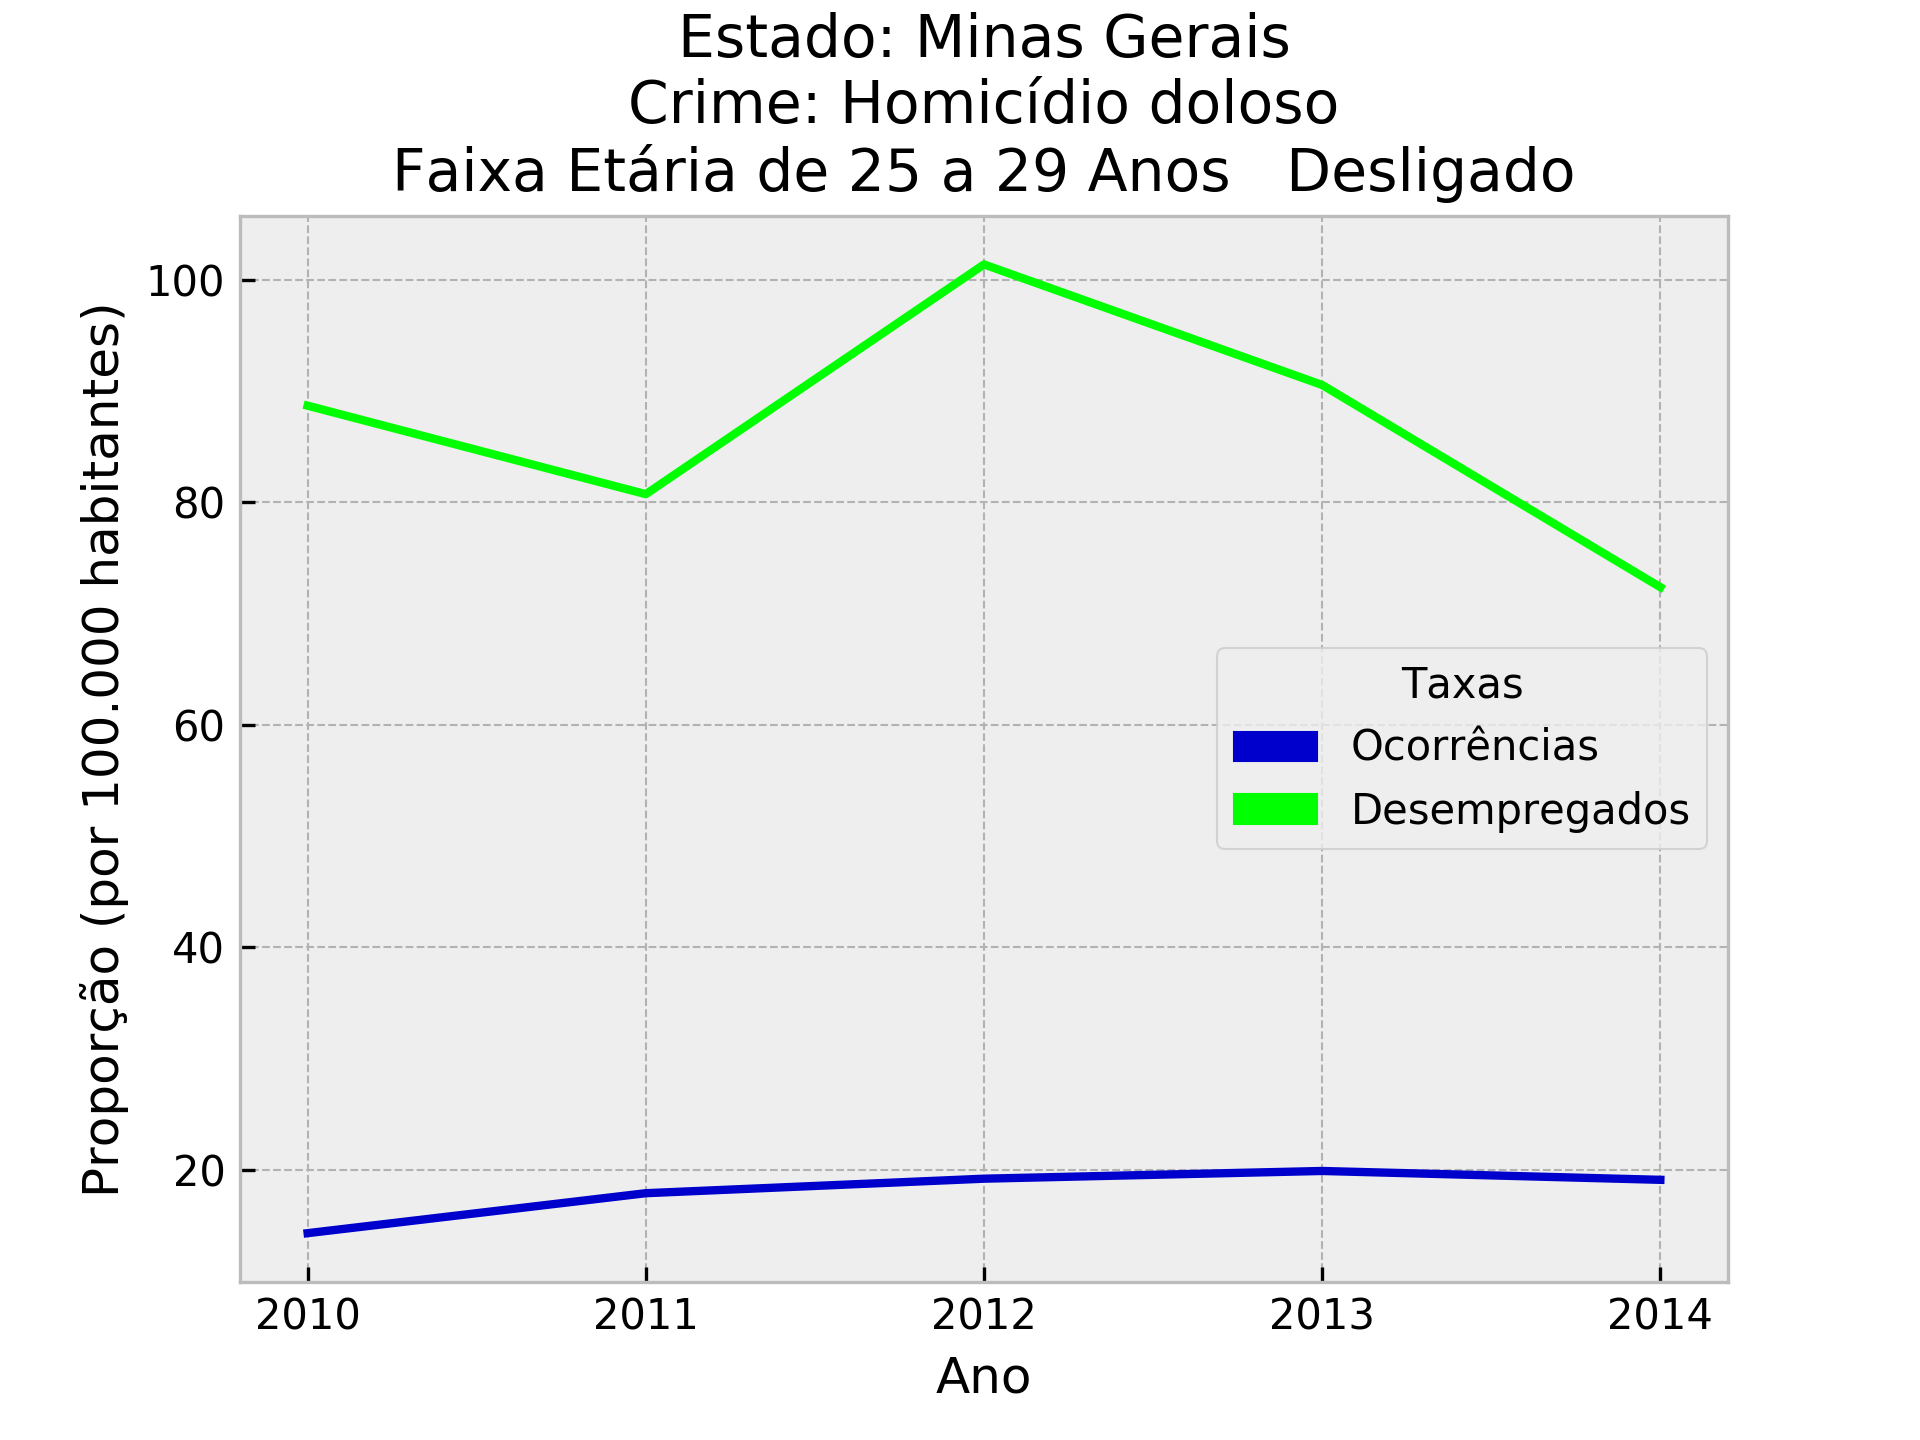 Estado: Minas Gerais
Crime: Homicídio doloso
Faixa Etária de 25 a 29 Anos   Desligado
Proporção (por 100.000 habitantes)
100
80
60
40
20
Taxas
Ocorrências
Desempregados
2010 2011 2012 2013 2014
Ano